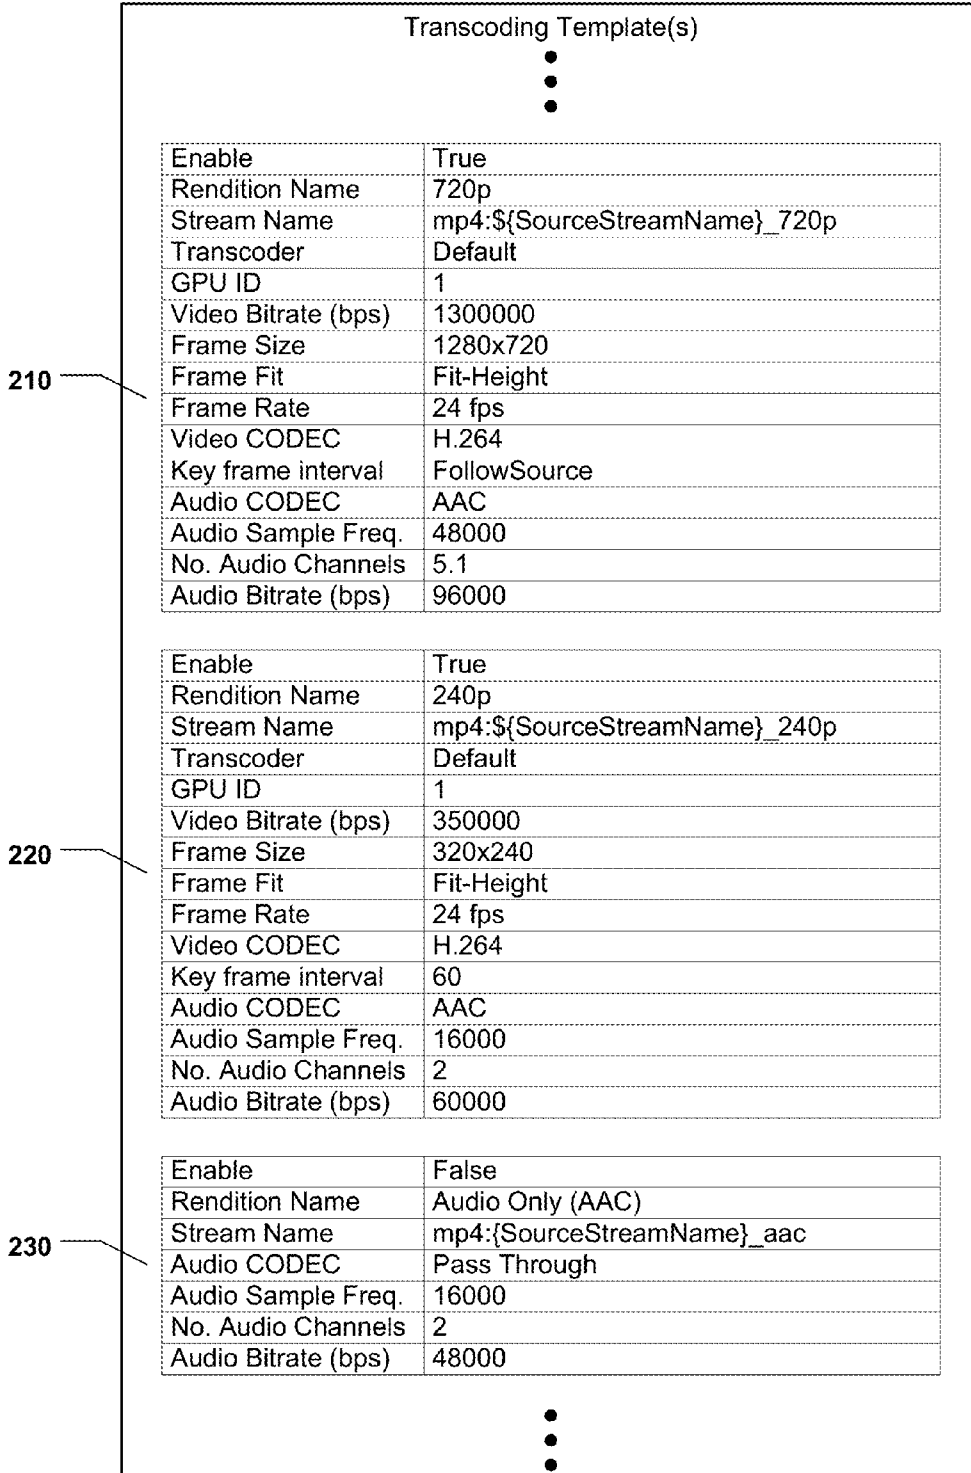 Transcoding Template(s)
Enable True
Rendition Name 720p
Stream Name mp4:${SourceStreamName}_720p
Transcoder Default
GPU ID 1
Video Bitrate (bps) 1300000
Frame Size 1280x720
210
Frame Fit Fit-Height
Frame Rate 24 fps
Video CODEC H.264
Key frame interval FollowSource
Audio CODEC AAC
Audio Sample Freq. 48000
No. Audio Channels 5.1
Audio Bitrate (bps) 96000
Enable True
Rendition Name 240p
Stream Name mp4:${SourceStreamName}_240p
Transcoder Default
GPU ID 1
Video Bitrate (bps) 350000
220
Frame Size 320x240
Frame Fit Fit-Height
Frame Rate 24 fps
Video CODEC H.264
Key frame interval 60
Audio CODEC AAC
Audio Sample Freq. 16000
No. Audio Channels 2
Audio Bitrate (bps) 60000
Enable False
Rendition Name Audio Only (AAC)
Stream Name mp4:{SourceStreamName}_aac
230
Audio CODEC Pass Through
Audio Sample Freq. 16000
No. Audio Channels 2
Audio Bitrate (bps) 48000